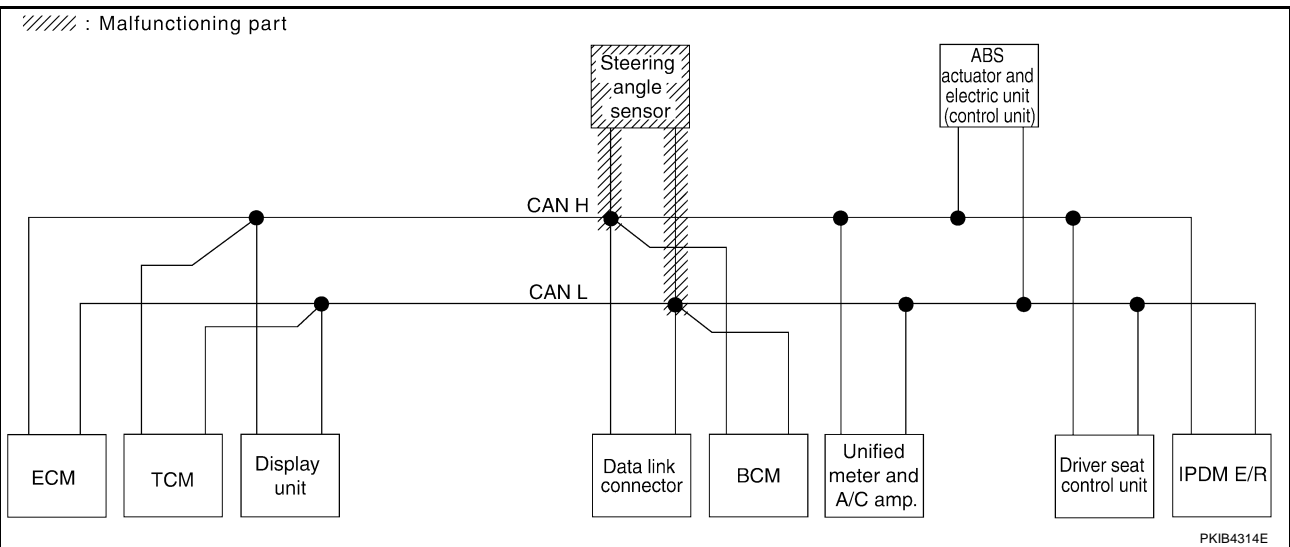 : Malfunctioning part
Steering
angle
sensor
ABS
actuator and
electric unit
(control unit)
CAN H
CAN L
ECM
TCM
Display
unit
Data link
connector
BCM
Unified
meter and
A/C amp.
Driver seat
control unit
IPDM E/R
PKIB4314E